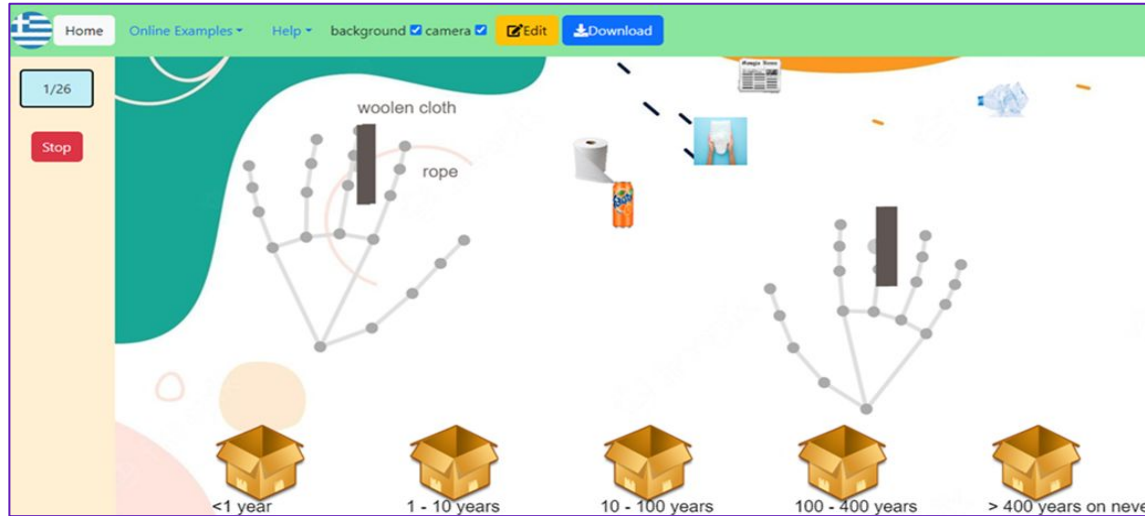 Home Online Examples Help background camera Edit Download
1/26
Stop
woolen cloth
rope
Fanta
<1 year 1 - 10 years 10 - 100 years 100 - 400 years > 400 years on neve